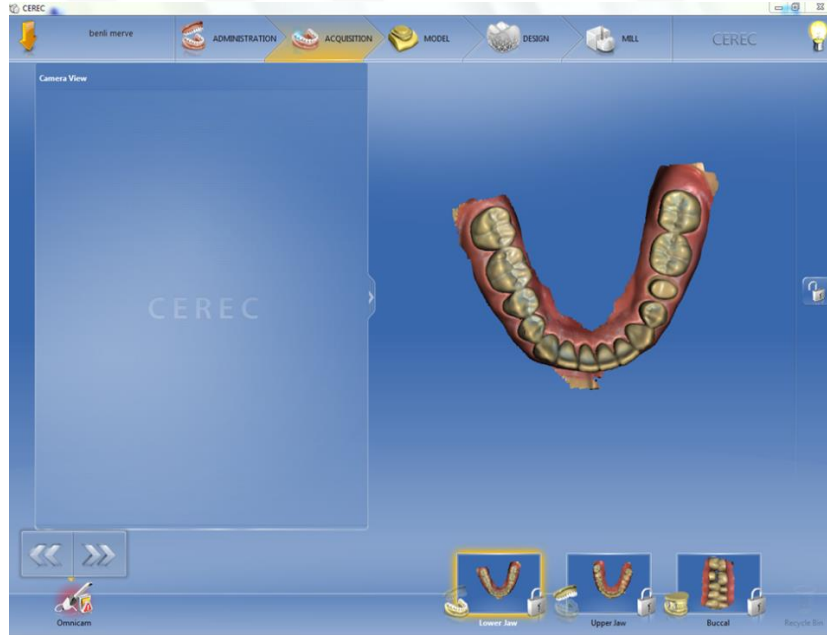 CEREC
benli merve
ADMINISTRATION
ACQUISITION
MODEL
DESIGN
MILL
CEREC
Camera View
CEREC
Omnicam
Lower Jaw
Upper Jaw
Buccal
Recycle Bin